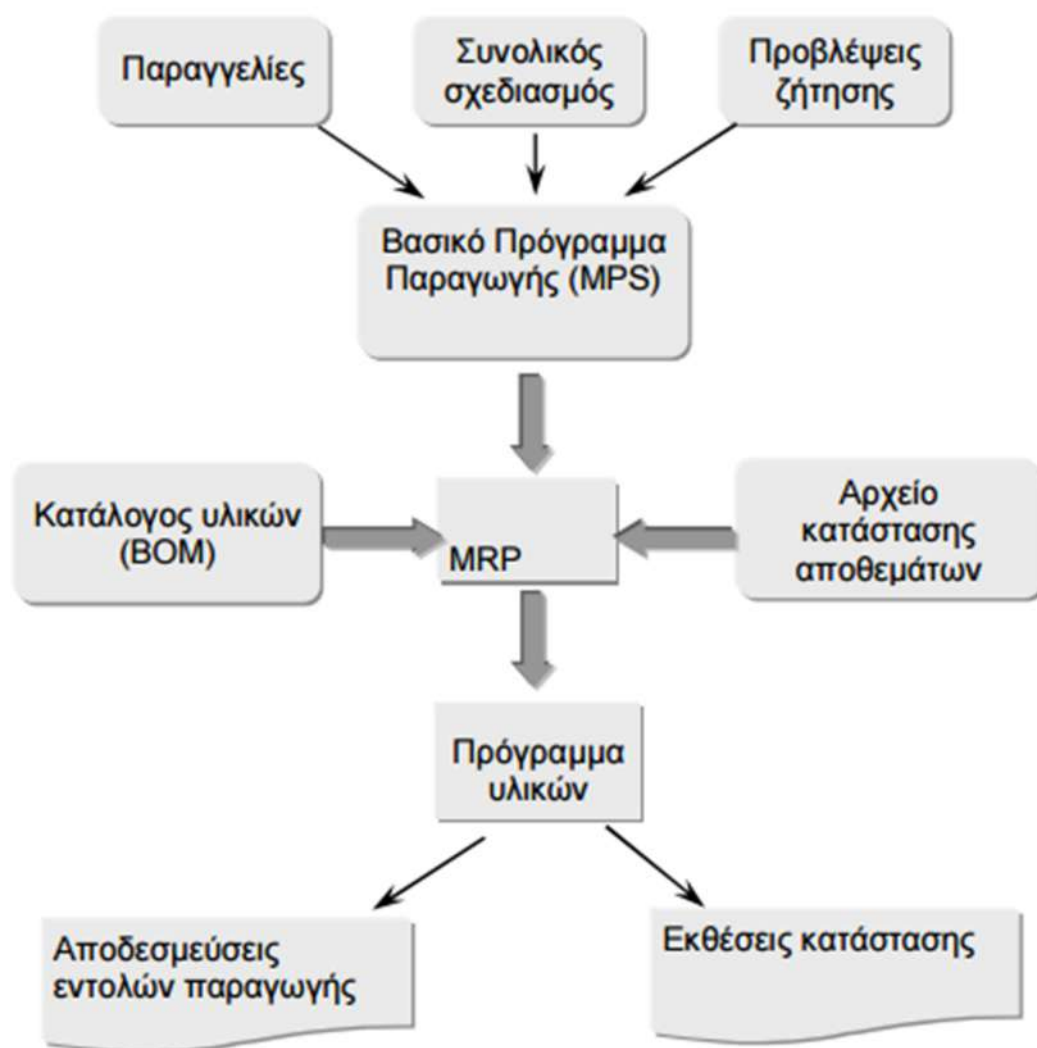 Παραγγελίες
Συνολικός
σχεδιασμός
Προβλέψεις
ζήτησης
Βασικό Πρόγραμμα
Παραγωγής (MPS)
Κατάλογος υλικών
(BOM)
MRP
Αρχείο
κατάστασης
αποθεμάτων
Πρόγραμμα
υλικών
Αποδεσμεύσεις
εντολών παραγωγής
Εκθέσεις κατάστασης